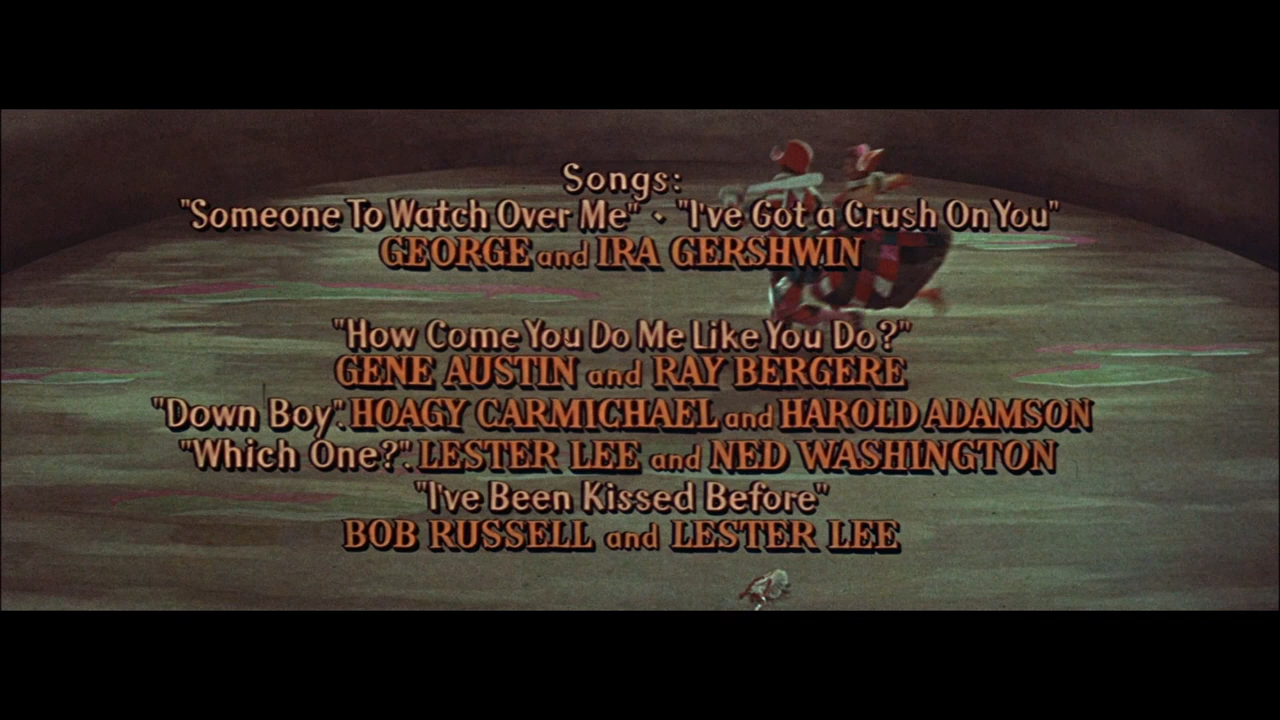 Songs:
"Someone To Watch Over Me" · "I've Got a Crush On You"
GEORGE and IRA GERSHWIN
"How Come You Do Me Like You Do?"
GENE AUSTIN and RAY BERGERE
"Down Boy". HOAGY CARMICHAEL and HAROLD ADAMSON
"Which One?". LESTER LEE and NED WASHINGTON
"I've Been Kissed Before"
BOB RUSSELL and LESTER LEE